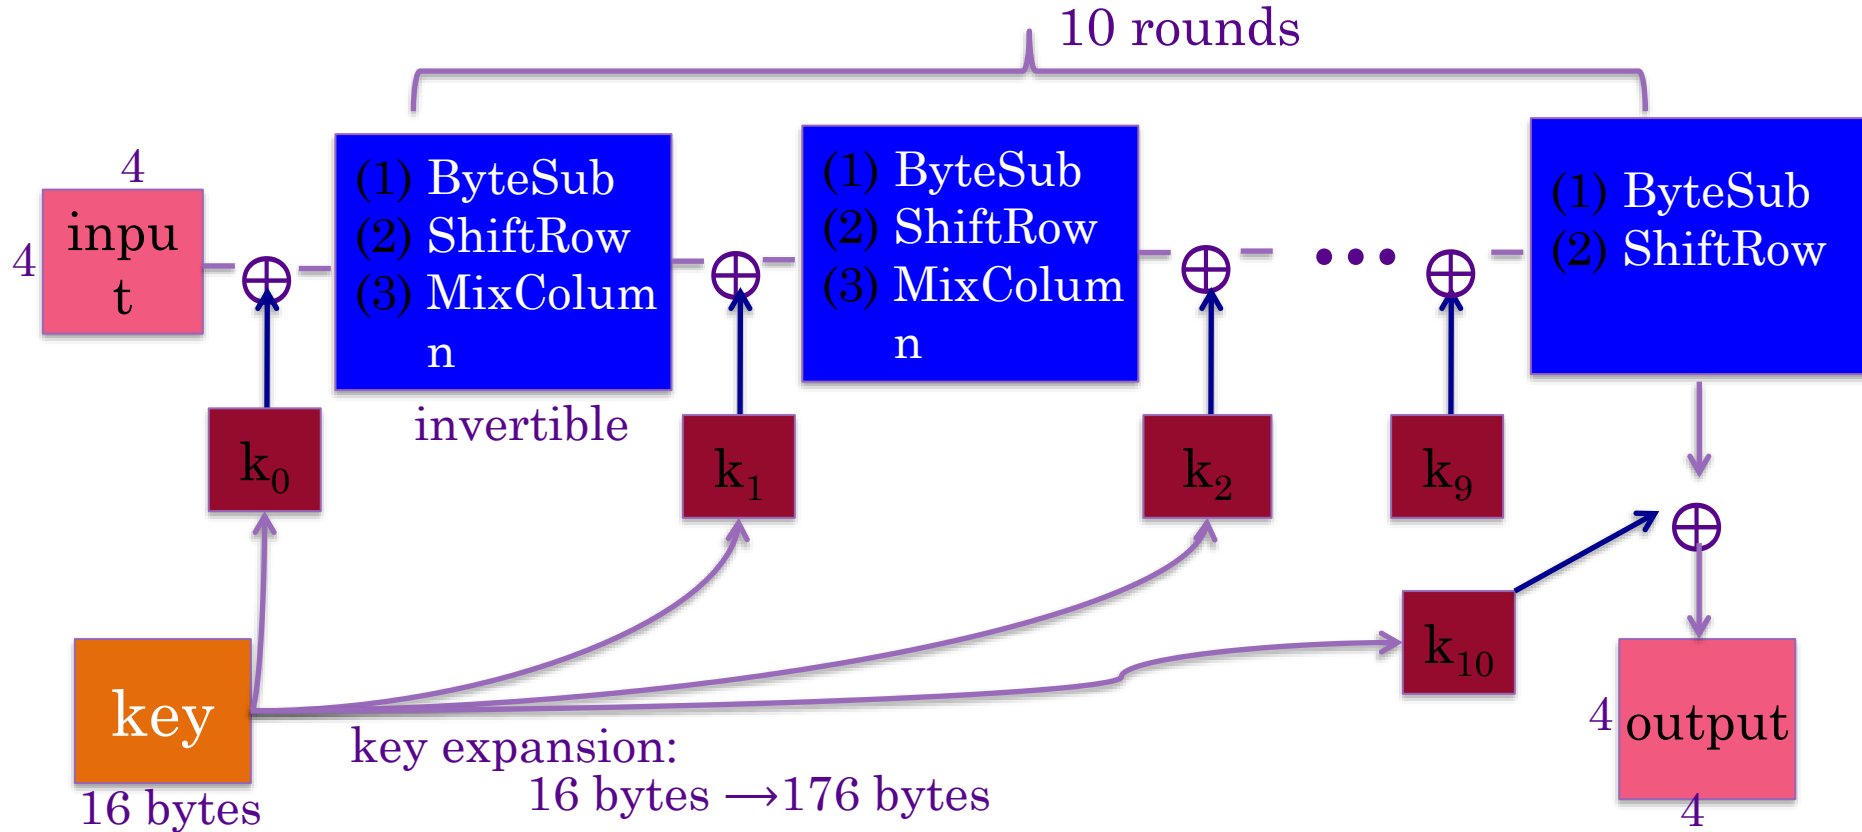 10 rounds
4
4
inpu
t
(1) ByteSub
(2) ShiftRow
(3) MixColum
n
invertible
(1) ByteSub
(2) ShiftRow
(3) MixColum
n
(1) ByteSub
(2) ShiftRow
k₀
k₁
k₂
•••
k₉
k₁₀
key
16 bytes
key expansion:
16 bytes →176 bytes
4
output
4